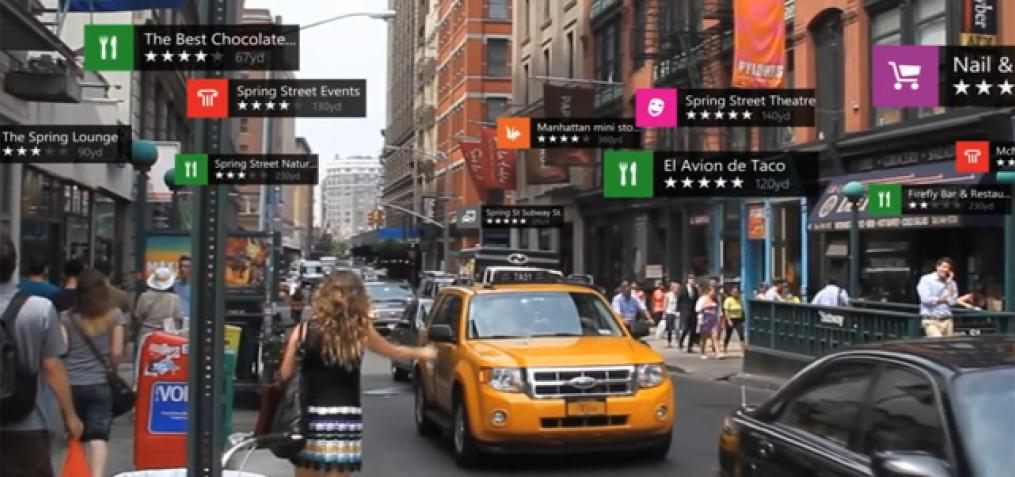 The Best Chocolate...
67yd
Spring Street Events
130yd
The Spring Lounge
90yd
Spring Street Natur...
230yd
Manhattan mini sto...
Spring Street Theatre
140yd
El Avion de Taco
120yd
Spring St Subway St.
Nail &
Firefly Bar & Restau...
230yd
PYLONES
Subway
VOI